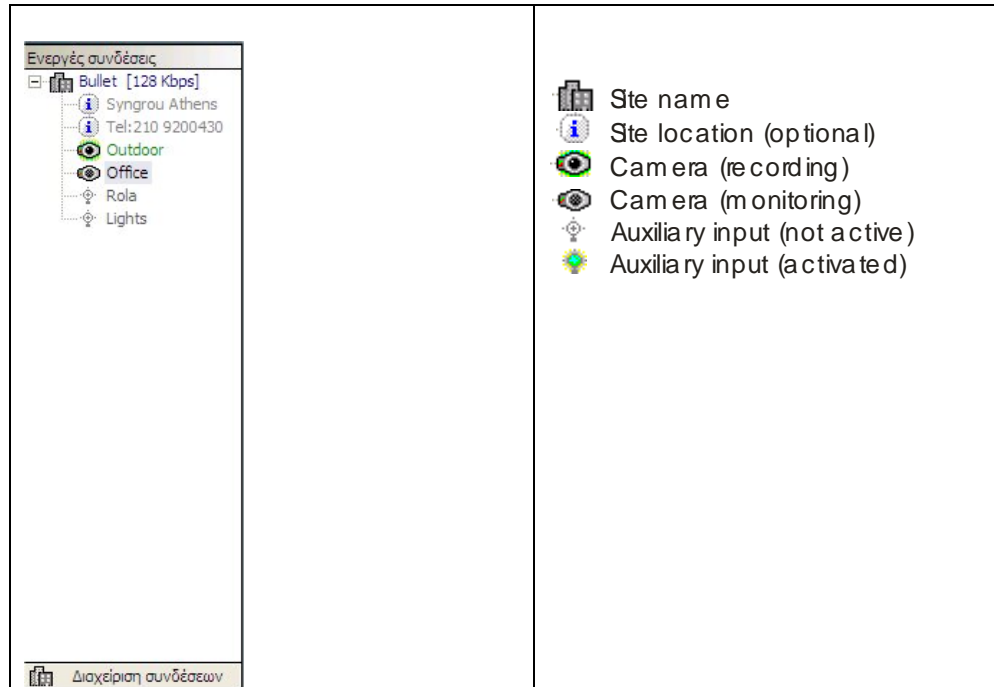 Ενεργές συνδέσεις
Bullet [128 Kbps]
Syngrou Athens
Tel:210 9200430
Outdoor
Office
Rola
Lights
Διαχείριση συνδέσεων
Site name
Site location (optional)
Camera (recording)
Camera (monitoring)
Auxiliary input (not active)
Auxiliary input (activated)